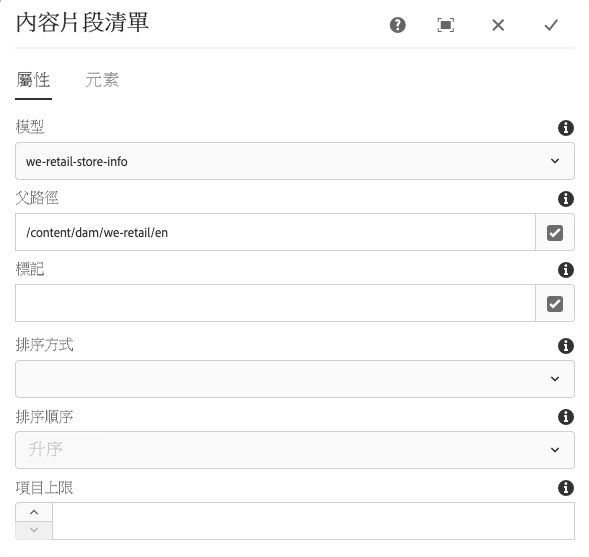 內容片段清單
屬性 元素
模型
we-retail-store-info
父路徑
/content/dam/we-retail/en
標記
排序方式
排序順序
升序
項目上限